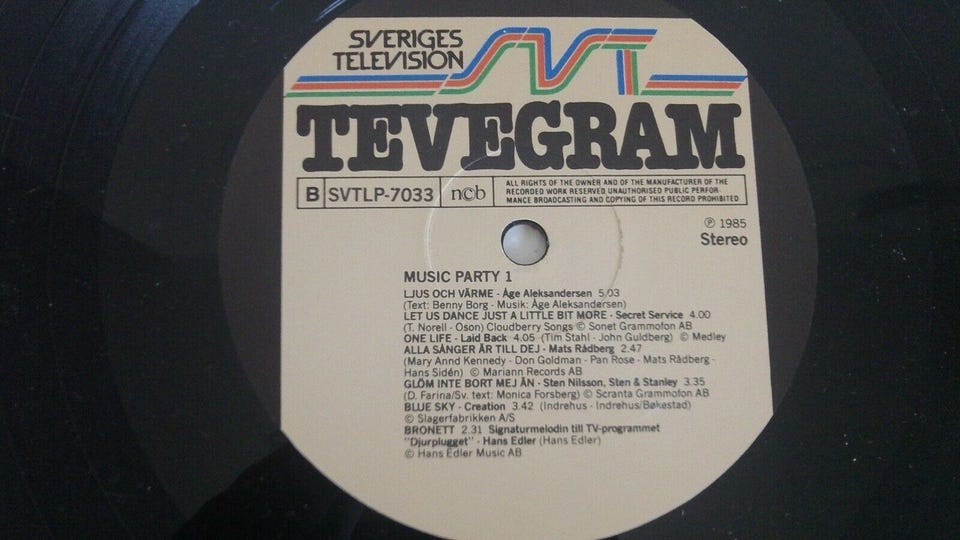 SVERIGES
TELEVISION
SVT
TEVEGRAM
B SVTLP-7033 ncb
ALL RIGHTS OF THE OWNER AND OF THE MANUFACTURER OF THE
RECORDED WORK RESERVED UNAUTHORISED PUBLIC PERFOR-
MANCE BROADCASTING AND COPYING OF THIS RECORD PROHIBITED
℗ 1985
Stereo
MUSIC PARTY 1
LJUS OCH VÄRME - Åge Aleksandersen 5.03
(Text: Benny Borg - Musik: Åge Aleksandersen)
LET US DANCE JUST A LITTLE BIT MORE - Secret Service 4.00
(T. Norell - Oson) Cloudberry Songs © Sonet Grammofon AB
ONE LIFE - Laid Back 4.05 (Tim Stahl - John Guldberg) © Medley
ALLA SÅNGER ÄR TILL DEJ - Mats Rådberg 2.47
(Mary Annd Kennedy - Don Goldman - Pan Rose - Mats Rådberg -
Hans Sidén) © Mariann Records AB
GLÖM INTE BORT MEJ ÄN - Sten Nilsson, Sten & Stanley 3.35
(D. Farina/Sv. text: Monica Forsberg) © Scranta Grammofon AB
BLUE SKY - Creation 3.42 (Indrehus - Indrehus/Bøkestad)
© Slagerfabrikken A/S
BRONETT 2.31 Signaturmelodin till TV-programmet
"Djurplugget" - Hans Edler (Hans Edler)
© Hans Edler Music AB